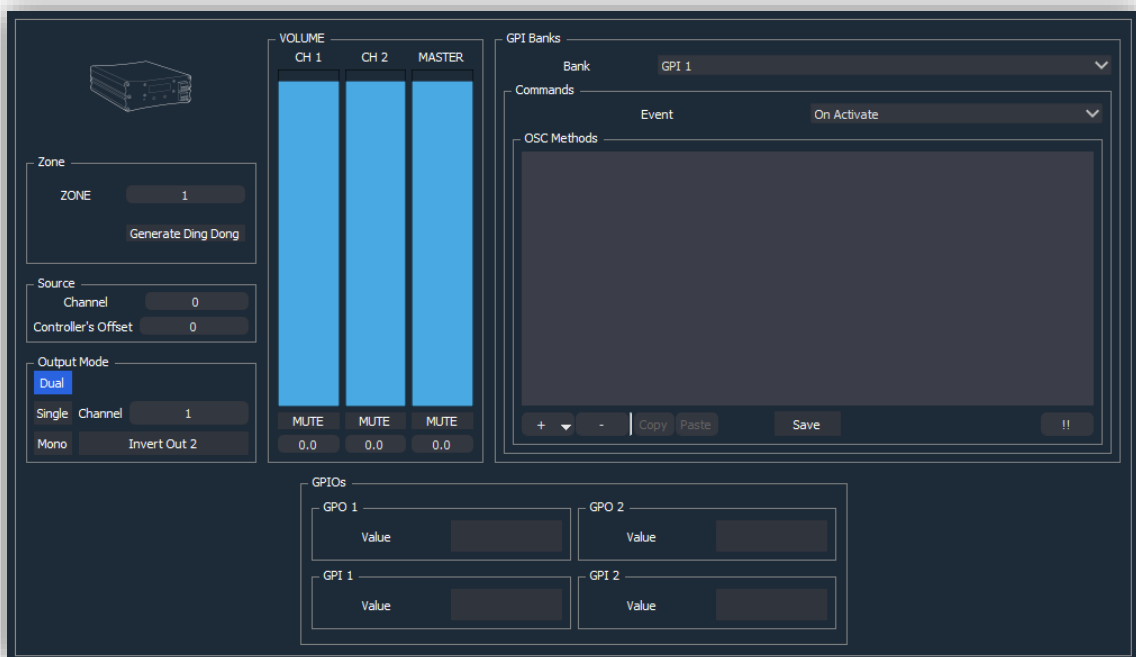 Zone
ZONE 1
Generate Ding Dong
Source
Channel 0
Controller's Offset 0
Output Mode
Dual
Single Channel 1
Mono Invert Out 2
VOLUME
CH 1 CH 2 MASTER
MUTE MUTE MUTE
0.0 0.0 0.0
GPI Banks
Bank GPI 1
Commands
Event On Activate
OSC Methods
+ - Copy Paste Save !!
GPIOs
GPO 1 GPO 2
Value Value
GPI 1 GPI 2
Value Value